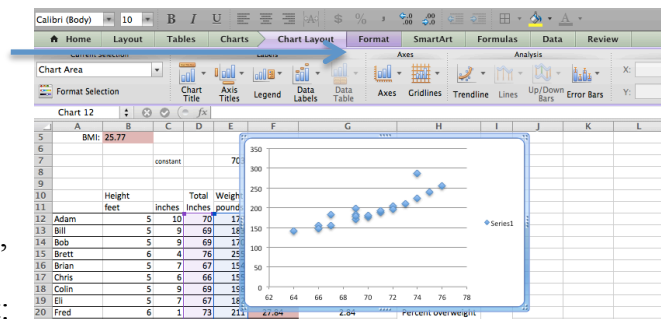 Calibri (Body) 10 B I U $ % ,
Home Layout Tables Charts Chart Layout Format SmartArt Formulas Data Review
Current Selection Labels Axes Analysis
Chart Area X:
Format Selection Chart Title Axis Titles Legend Data Labels Data Table Axes Gridlines Trendline Lines Up/Down Bars Error Bars Y:
Chart 12 fx
A B C D E F G H I J K L
5 BMI: 25.77
6
7 constant
8
9
10 Height Total
11 feet inches Inches
12 Adam 5 10 70
13 Bill 5 9 69
14 Bob 5 9 69
15 Brett 6 4 76
16 Brian 5 7 67
17 Chris 5 6 66
18 Colin 5 9 69
19 Eli 5 7 67
20 Fred 6 1 73 211 27.84 2.84 Percent overweight
350
300
250
200
150
100
50
0
62 64 66 68 70 72 74 76 78
Series1